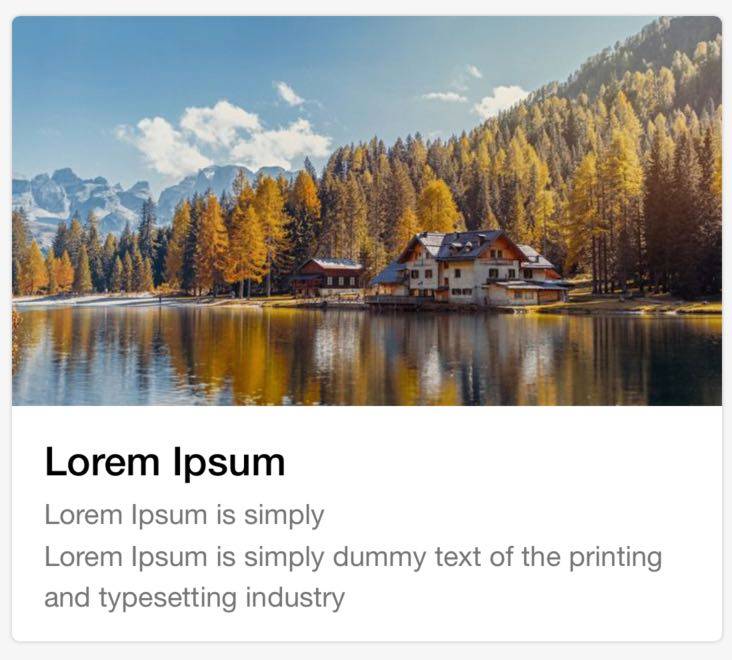 Lorem Ipsum
Lorem Ipsum is simply
Lorem Ipsum is simply dummy text of the printing
and typesetting industry